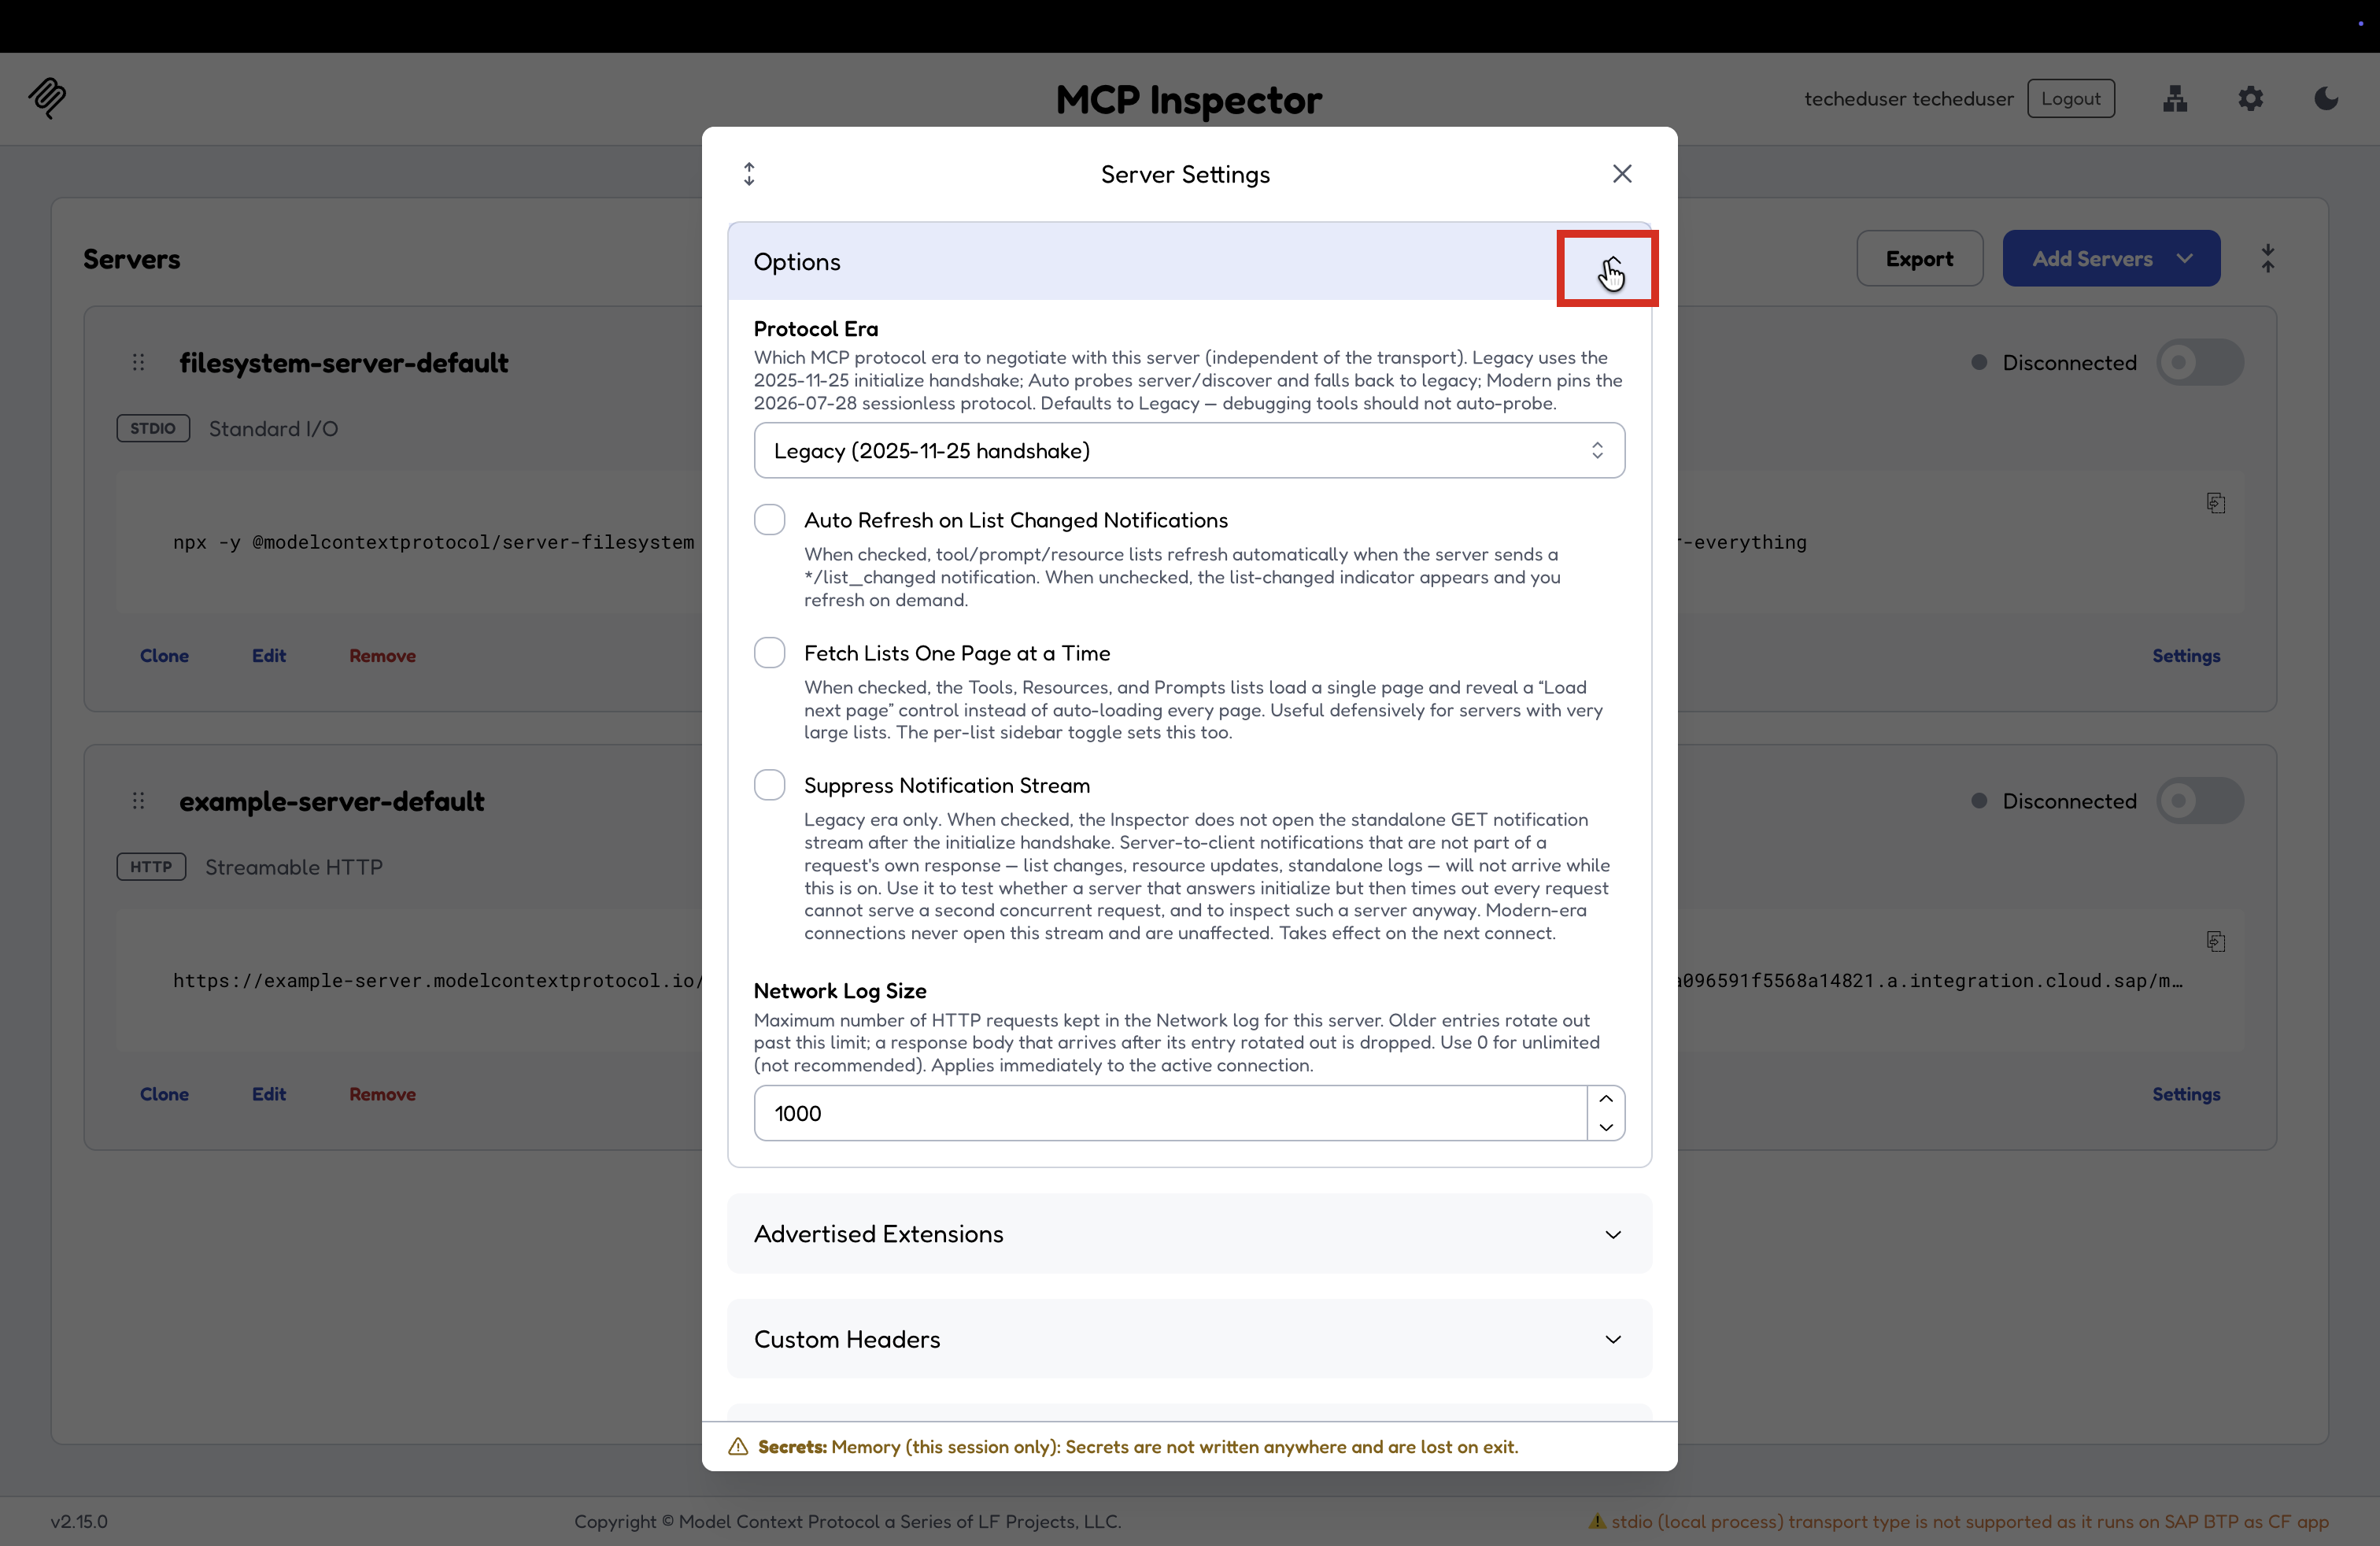 MCP Inspector
techeduser techeduser
Logout
Servers
Export
Add Servers
filesystem-server-default
STDIO
Standard I/O
npx -y @modelcontextprotocol/server-filesystem
Clone
Edit
Remove
Disconnected
-everything
Settings
example-server-default
HTTP
Streamable HTTP
https://example-server.modelcontextprotocol.io/
Clone
Edit
Remove
Disconnected
a096591f5568a14821.a.integration.cloud.sap/m…
Settings
Server Settings
Options
Protocol Era
Which MCP protocol era to negotiate with this server (independent of the transport). Legacy uses the
2025-11-25 initialize handshake; Auto probes server/discover and falls back to legacy; Modern pins the
2026-07-28 sessionless protocol. Defaults to Legacy — debugging tools should not auto-probe.
Legacy (2025-11-25 handshake)
Auto Refresh on List Changed Notifications
When checked, tool/prompt/resource lists refresh automatically when the server sends a
*/list_changed notification. When unchecked, the list-changed indicator appears and you
refresh on demand.
Fetch Lists One Page at a Time
When checked, the Tools, Resources, and Prompts lists load a single page and reveal a “Load
next page” control instead of auto-loading every page. Useful defensively for servers with very
large lists. The per-list sidebar toggle sets this too.
Suppress Notification Stream
Legacy era only. When checked, the Inspector does not open the standalone GET notification
stream after the initialize handshake. Server-to-client notifications that are not part of a
request's own response — list changes, resource updates, standalone logs — will not arrive while
this is on. Use it to test whether a server that answers initialize but then times out every request
cannot serve a second concurrent request, and to inspect such a server anyway. Modern-era
connections never open this stream and are unaffected. Takes effect on the next connect.
Network Log Size
Maximum number of HTTP requests kept in the Network log for this server. Older entries rotate out
past this limit; a response body that arrives after its entry rotated out is dropped. Use 0 for unlimited
(not recommended). Applies immediately to the active connection.
1000
Advertised Extensions
Custom Headers
Secrets: Memory (this session only): Secrets are not written anywhere and are lost on exit.
v2.15.0
Copyright © Model Context Protocol a Series of LF Projects, LLC.
stdio (local process) transport type is not supported as it runs on SAP BTP as CF app